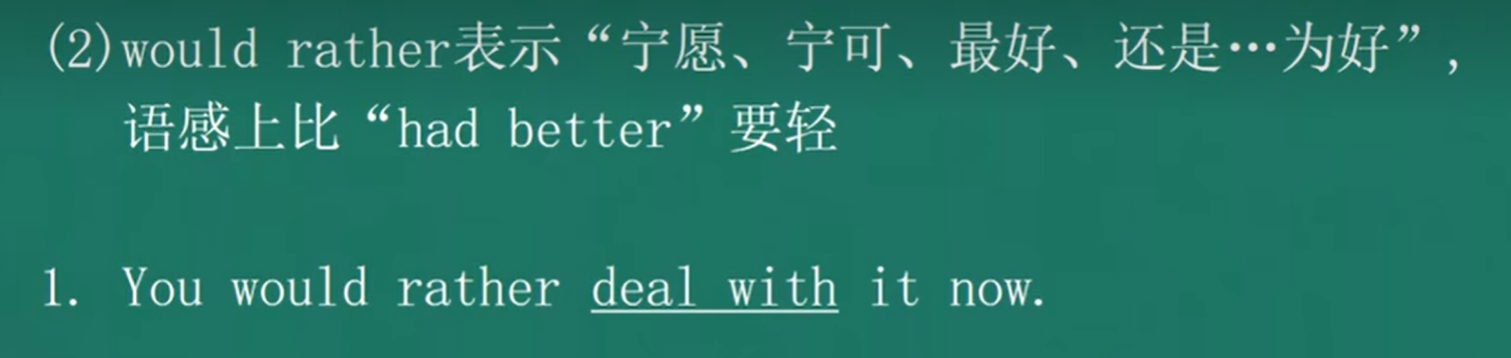 (2)would rather表示“宁愿、宁可、最好、还是…为好”,
语感上比“had better”要轻
1. You would rather deal with it now.